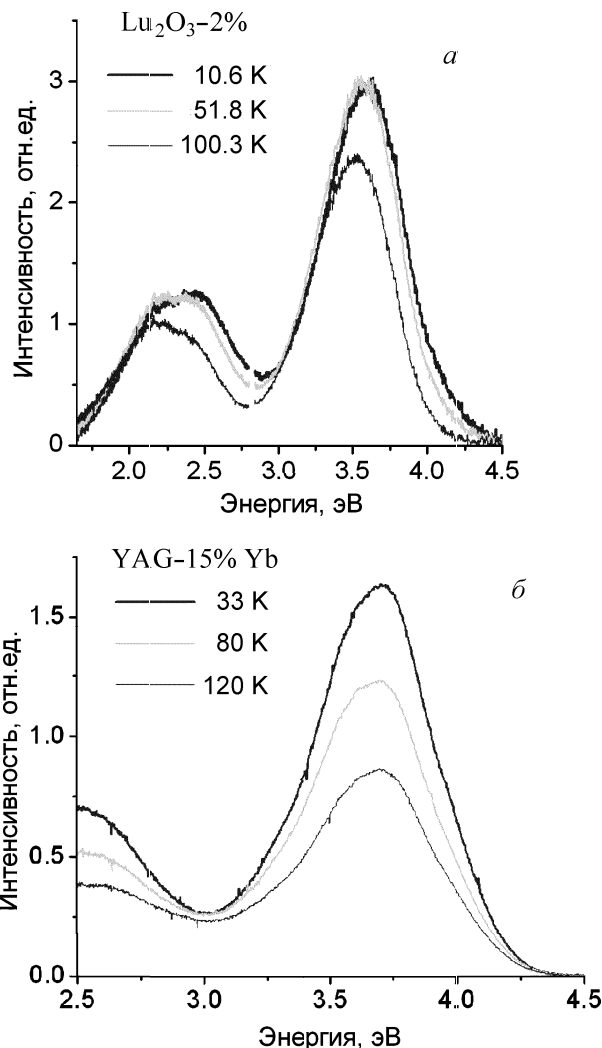 Lu₂O₃–2%
а
10.6 K
51.8 K
100.3 K
Интенсивность, отн.ед.
3
2
1
0
2.0 2.5 3.0 3.5 4.0 4.5
Энергия, эВ
YAG–15% Yb
б
33 K
80 K
120 K
Интенсивность, отн.ед.
1.5
1.0
0.5
0.0
2.5 3.0 3.5 4.0 4.5
Энергия, эВ